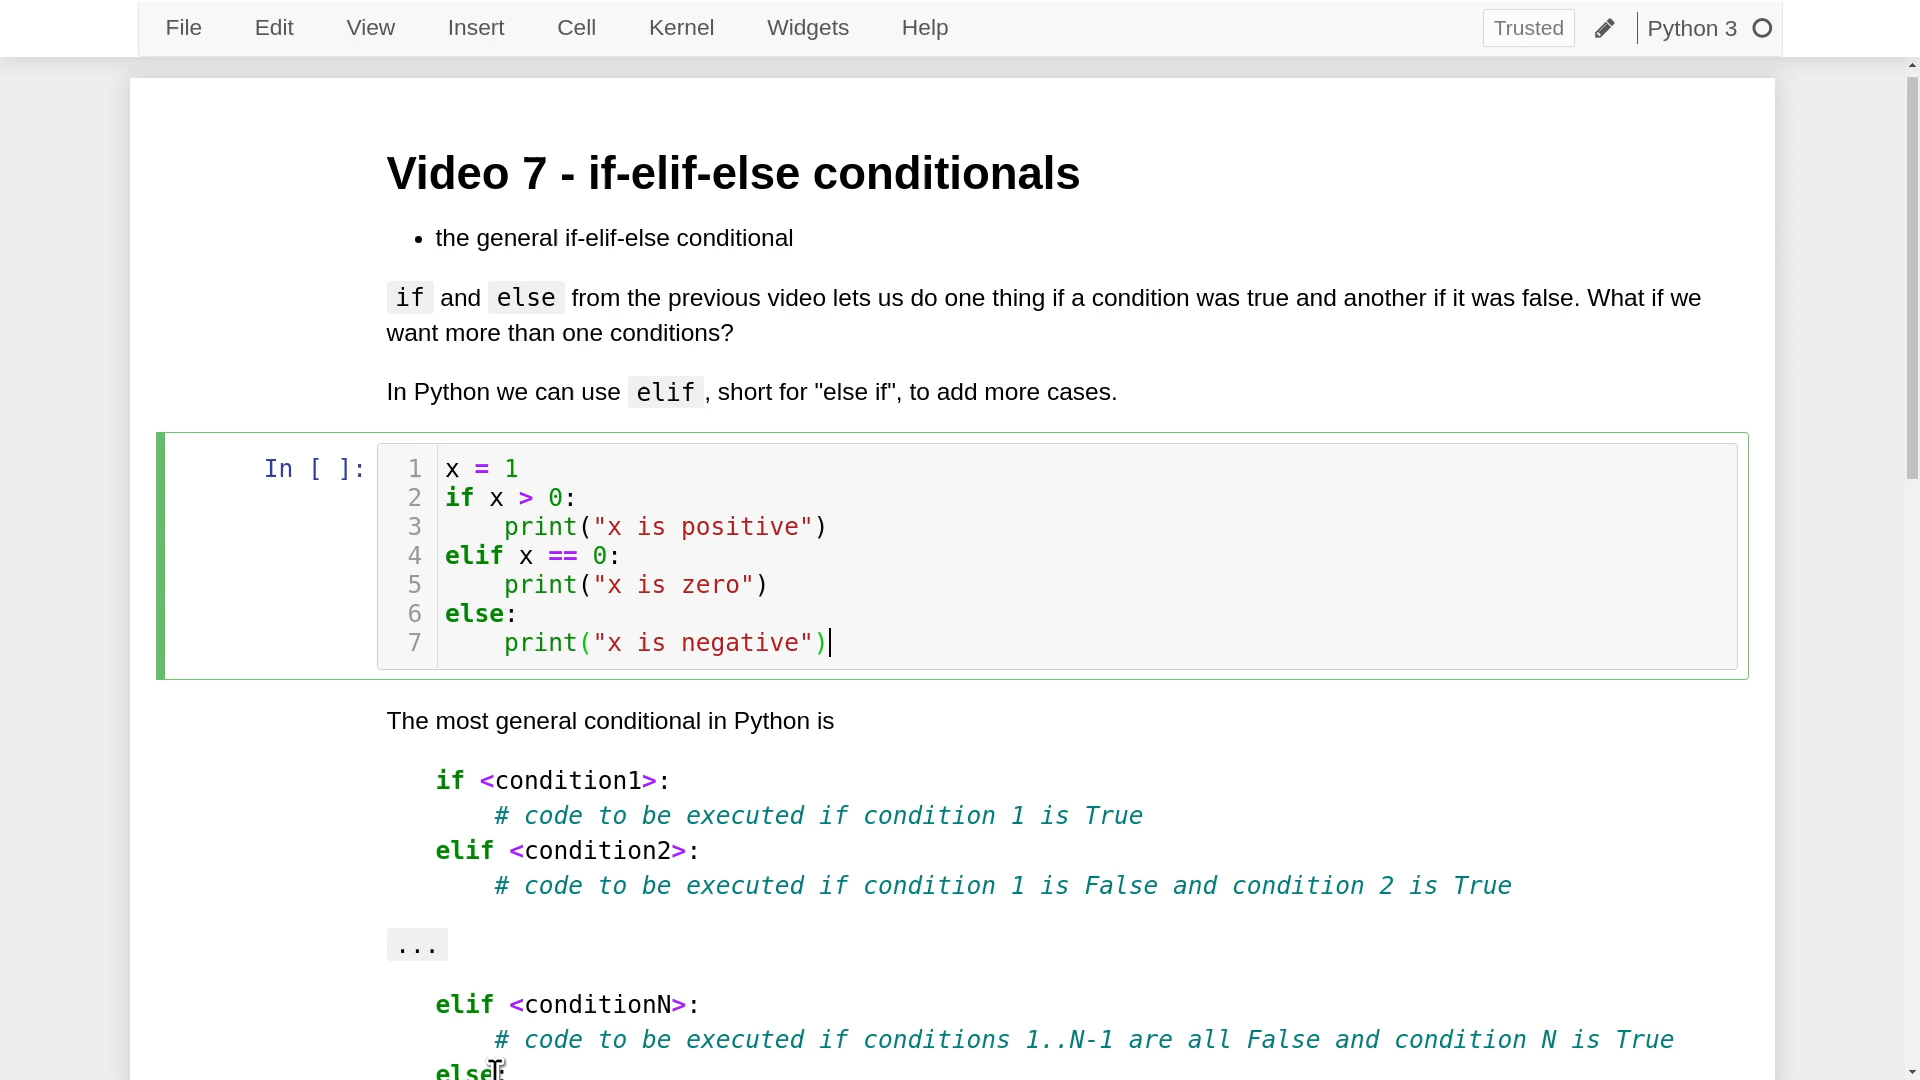 File Edit View Insert Cell Kernel Widgets Help Trusted Python 3
Video 7 - if-elif-else conditionals
• the general if-elif-else conditional
if and else from the previous video lets us do one thing if a condition was true and another if it was false. What if we
want more than one conditions?
In Python we can use elif , short for "else if", to add more cases.
In [ ]: 1 x = 1
2 if x > 0:
3     print("x is positive")
4 elif x == 0:
5     print("x is zero")
6 else:
7     print("x is negative")
The most general conditional in Python is
if <condition1>:
    # code to be executed if condition 1 is True
elif <condition2>:
    # code to be executed if condition 1 is False and condition 2 is True
...
elif <conditionN>:
    # code to be executed if conditions 1..N-1 are all False and condition N is True
else: